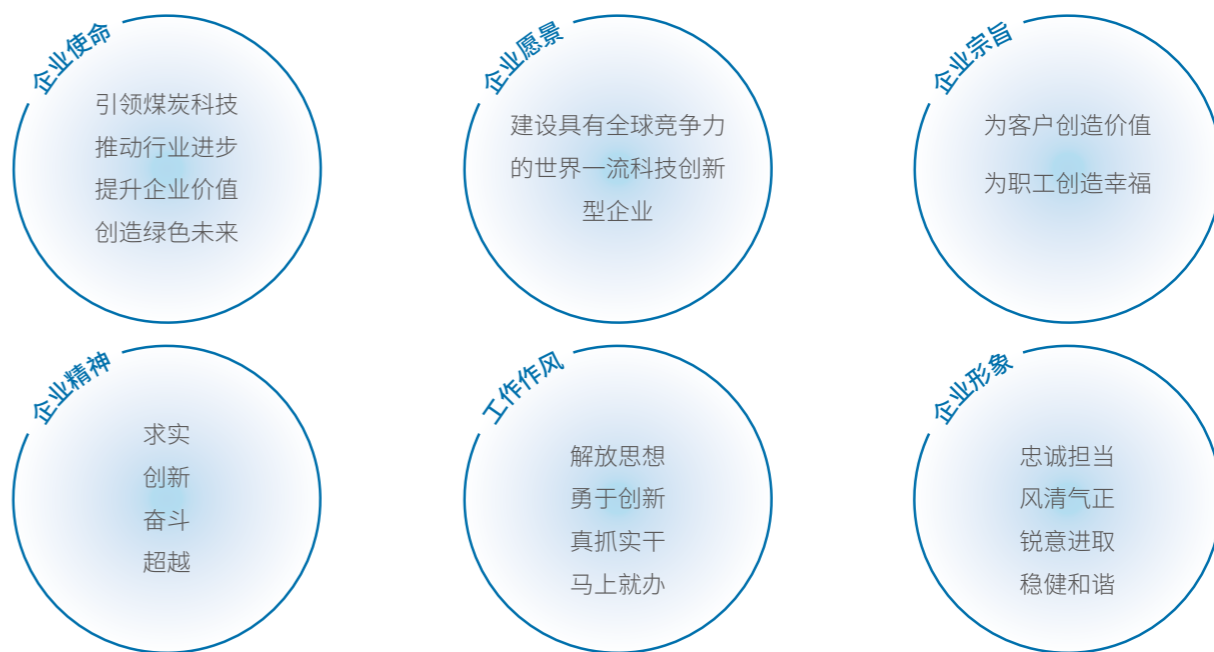 企业使命
引领煤炭科技
推动行业进步
提升企业价值
创造绿色未来
企业愿景
建设具有全球竞争力
的世界一流科技创新
型企业
企业宗旨
为客户创造价值
为职工创造幸福
企业精神
求实
创新
奋斗
超越
工作作风
解放思想
勇于创新
真抓实干
马上就办
企业形象
忠诚担当
风清气正
锐意进取
稳健和谐